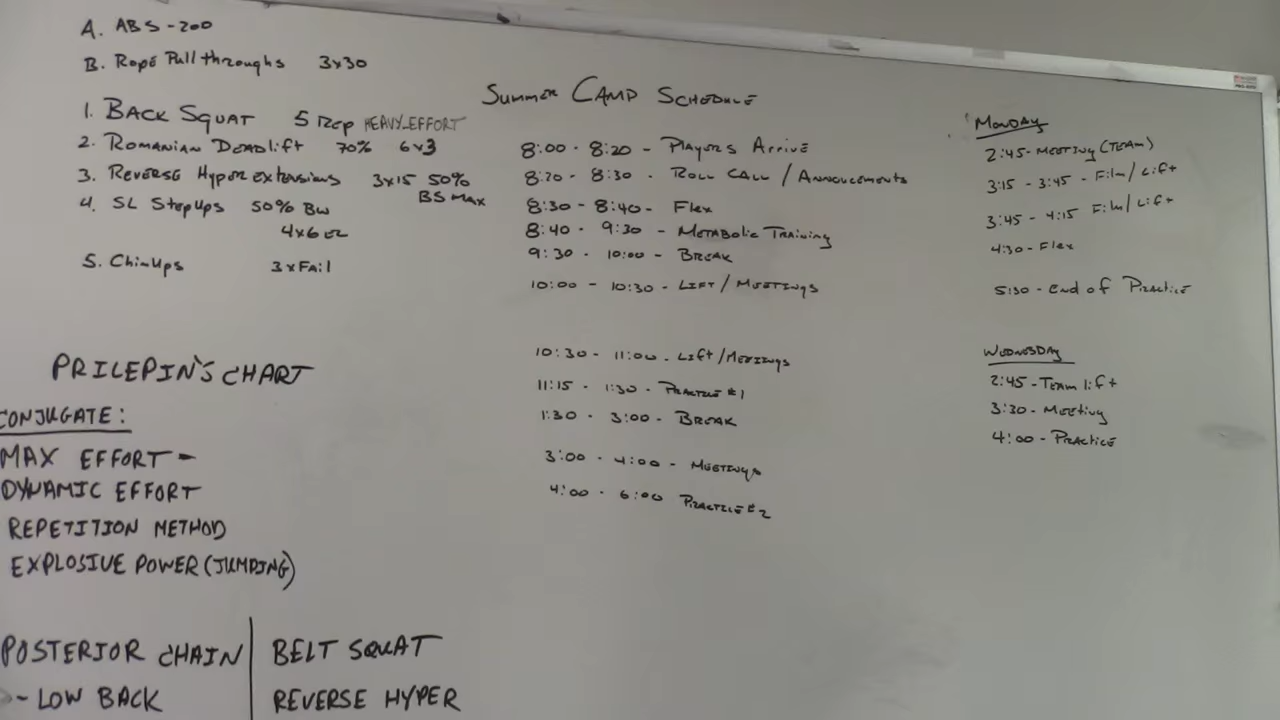 A. ABS - 200
B. Rope Pull throughs 3x30
1. BACK SQUAT 5 Rep HEAVY EFFORT
2. ROMANIAN DEADLIFT 70% 6x3
3. REVERSE HyperextENSIONS 3x15 50%
BS MAX
4. SL StepUps 50% BW
4x6 EL
5. ChinUps 3xFail
PRILEPIN'S CHART
CONJUGATE:
MAX EFFORT -
DYNAMIC EFFORT
REPETITION METHOD
EXPLOSIVE POWER (JUMPING)
POSTERIOR CHAIN
- LOW BACK
BELT SQUAT
REVERSE HYPER
SUMMER CAMP SCHEDULE
8:00 - 8:20 - PLAYERS ARRIVE
8:20 - 8:30 - ROLL CALL / ANNOUCEMENTS
8:30 - 8:40 - FLEX
8:40 - 9:30 - METABOLIC TRAINING
9:30 - 10:00 - BREAK
10:00 - 10:30 - LIFT / MEETINGS
10:30 - 11:00 - LIFT / MEETINGS
11:15 - 1:30 - PRACTICE #1
1:30 - 3:00 - BREAK
3:00 - 4:00 - MEETINGS
4:00 - 6:00 PRACTICE #2
MONDAY
2:45 - MEETING (TEAM)
3:15 - 3:45 - Film / Lift
3:45 - 4:15 Film / Lift
4:30 - FLEX
5:30 - END OF PRACTICE
WEDNESDAY
2:45 - TEAM lift
3:30 - MEETING
4:00 - PRACTICE